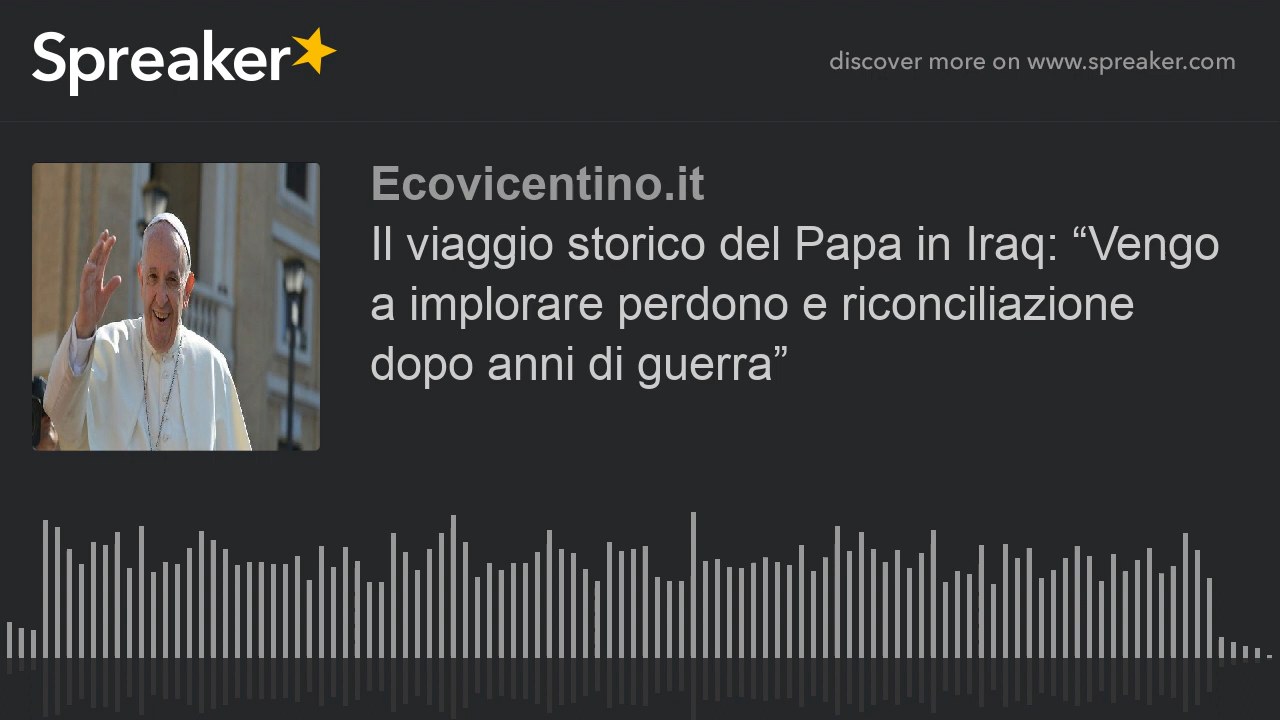 Spreaker
discover more on www.spreaker.com
Ecovicentino.it
Il viaggio storico del Papa in Iraq: “Vengo
a implorare perdono e riconciliazione
dopo anni di guerra”